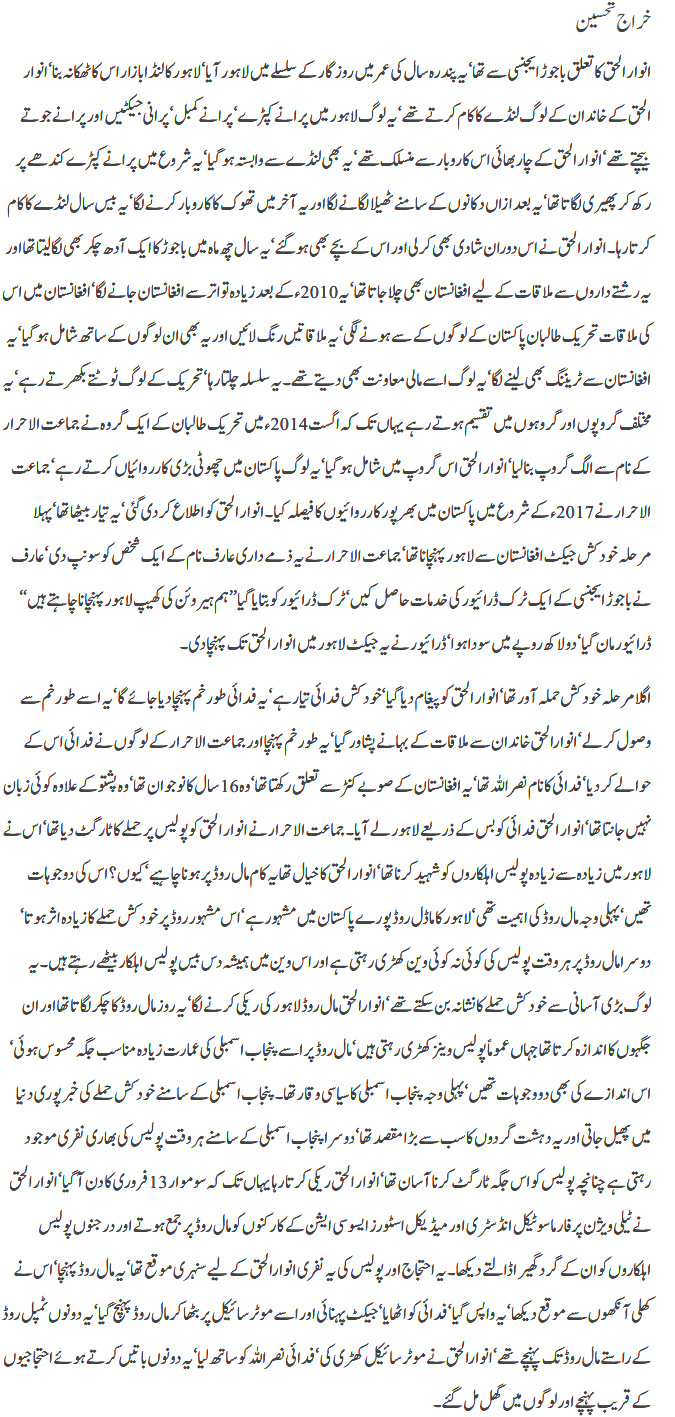 خراج تحسین
انوار الحق کا تعلق باجوڑ ایجنسی سے تھا‘ یہ پندرہ سال کی عمر میں روزگار کے سلسلے میں لاہور آیا‘ لاہور کا لنڈا بازار اس کا ٹھکانہ بنا‘ انوار
الحق کے خاندان کے لوگ لنڈے کا کام کرتے تھے‘ یہ لوگ لاہور میں پرانے کپڑے‘ پرانے کمبل‘ پرانی جیکٹیں اور پرانے جوتے
بیچتے تھے‘ انوار الحق کے چار بھائی اس کاروبار سے منسلک تھے‘ یہ بھی لنڈے سے وابستہ ہو گیا‘ یہ شروع میں پرانے کپڑے کندھے پر
رکھ کر پھیری لگاتا تھا‘ یہ بعد ازاں دکانوں کے سامنے ٹھیلا لگانے لگا اور یہ آخر میں تھوک کا کاروبار کرنے لگا‘ یہ بیس سال لنڈے کا کام
کرتا رہا۔ انوار الحق نے اس دوران شادی بھی کر لی اور اس کے بچے بھی ہو گئے‘ یہ سال چھ ماہ میں باجوڑ کا ایک آدھ چکر بھی لگا لیتا تھا اور
یہ رشتے داروں سے ملاقات کے لیے افغانستان بھی چلا جاتا تھا‘ یہ 2010ء کے بعد زیادہ تواتر سے افغانستان جانے لگا‘ افغانستان میں اس
کی ملاقات تحریک طالبان پاکستان کے لوگوں کے سے ہونے لگی‘ یہ ملاقاتیں رنگ لائیں اور یہ بھی ان لوگوں کے ساتھ شامل ہو گیا‘ یہ
افغانستان سے ٹریننگ بھی لینے لگا‘ یہ لوگ اسے مالی معاونت بھی دیتے تھے۔ یہ سلسلہ چلتا رہا‘ تحریک کے لوگ ٹوٹتے بکھرتے رہے‘ یہ
مختلف گروپوں اور گروہوں میں تقسیم ہوتے رہے یہاں تک کہ اگست 2014ء میں تحریک طالبان کے ایک گروہ نے جماعت الاحرار
کے نام سے الگ گروپ بنا لیا‘ انوار الحق اس گروپ میں شامل ہو گیا‘ یہ لوگ پاکستان میں چھوٹی بڑی کارروائیاں کرتے رہے‘ جماعت
الاحرار نے 2017ء کے شروع میں پاکستان میں بھرپور کارروائیوں کا فیصلہ کیا۔ انوار الحق کو اطلاع کر دی گئی‘ یہ تیار بیٹھا تھا‘ پہلا
مرحلہ خودکش جیکٹ افغانستان سے لاہور پہنچانا تھا‘ جماعت الاحرار نے یہ ذمے داری عارف نام کے ایک شخص کو سونپ دی‘ عارف
نے باجوڑ ایجنسی کے ایک ٹرک ڈرائیور کی خدمات حاصل کیں‘ ٹرک ڈرائیور کو بتایا گیا ’’ہم ہیروئن کی کھیپ لاہور پہنچانا چاہتے ہیں‘‘
ڈرائیور مان گیا‘ دو لاکھ روپے میں سودا ہوا‘ ڈرائیور نے یہ جیکٹ لاہور میں انوار الحق تک پہنچا دی۔
اگلا مرحلہ خودکش حملہ آور تھا‘ انوار الحق کو پیغام دیا گیا‘ خودکش فدائی تیار ہے‘ یہ فدائی طورخم پہنچا دیا جائے گا‘ یہ اسے طورخم سے
وصول کر لے‘ انوار الحق خاندان سے ملاقات کے بہانے پشاور گیا‘ یہ طورخم پہنچا اور جماعت الاحرار کے لوگوں نے فدائی اس کے
حوالے کر دیا‘ فدائی کا نام نصراللہ تھا‘ یہ افغانستان کے صوبے کنڑ سے تعلق رکھتا تھا‘ وہ 16 سال کا نوجوان تھا‘ وہ پشتو کے علاوہ کوئی زبان
نہیں جانتا تھا‘ انوار الحق فدائی کو بس کے ذریعے لاہور لے آیا۔ جماعت الاحرار نے انوار الحق کو پولیس پر حملے کا ٹارگٹ دیا تھا‘ اس نے
لاہور میں زیادہ سے زیادہ پولیس اہلکاروں کو شہید کرنا تھا‘ انوار الحق کا خیال تھا یہ کام مال روڈ پر ہونا چاہیے‘ کیوں؟ اس کی دو وجوہات
تھیں‘ پہلی وجہ مال روڈ کی اہمیت تھی‘ لاہور کا ماڈل روڈ پورے پاکستان میں مشہور ہے‘ اس مشہور روڈ پر خودکش حملے کا زیادہ اثر ہوتا‘
دوسرا مال روڈ پر ہر وقت پولیس کی کوئی نہ کوئی وین کھڑی رہتی ہے اور اس وین میں ہمیشہ دس بیس پولیس اہلکار بیٹھے رہتے ہیں۔ یہ
لوگ بڑی آسانی سے خودکش حملے کا نشانہ بن سکتے تھے‘ انوار الحق مال روڈ لاہور کی ریکی کرنے لگا‘ یہ روز مال روڈ کا چکر لگاتا تھا اور ان
جگہوں کا اندازہ کرتا تھا جہاں عموماً پولیس وینز کھڑی رہتی ہیں‘ مال روڈ پر اسے پنجاب اسمبلی کی عمارت زیادہ مناسب جگہ محسوس ہوئی‘
اس اندازے کی بھی دو وجوہات تھیں‘ پہلی وجہ پنجاب اسمبلی کا سیاسی وقار تھا۔ پنجاب اسمبلی کے سامنے خودکش حملے کی خبر پوری دنیا
میں پھیل جاتی اور یہ دہشت گردوں کا سب سے بڑا مقصد تھا‘ دوسرا پنجاب اسمبلی کے سامنے ہر وقت پولیس کی بھاری نفری موجود
رہتی ہے چنانچہ پولیس کو اس جگہ ٹارگٹ کرنا آسان تھا‘ انوار الحق ریکی کرتا رہا یہاں تک کہ سوموار 13 فروری کا دن آ گیا‘ انوار الحق
نے ٹیلی ویژن پر فارماسوٹیکل انڈسٹری اور میڈیکل اسٹورز ایسوسی ایشن کے کارکنوں کو مال روڈ پر جمع ہوتے اور درجنوں پولیس
اہلکاروں کو ان کے گرد گھیرا ڈالتے دیکھا۔ یہ احتجاج اور پولیس کی یہ نفری انوار الحق کے لیے سنہری موقع تھا‘ یہ مال روڈ پہنچا‘ اس نے
کھلی آنکھوں سے موقع دیکھا‘ یہ واپس گیا‘ فدائی کو اٹھایا‘ جیکٹ پہنائی اور اسے موٹر سائیکل پر بٹھا کر مال روڈ پہنچ گیا‘ یہ دونوں ٹمپل روڈ
کے راستے مال روڈ تک پہنچے تھے‘ انوار الحق نے موٹر سائیکل کھڑی کی‘ فدائی نصراللہ کو ساتھ لیا‘ یہ دونوں باتیں کرتے ہوئے احتجاجیوں
کے قریب پہنچے اور لوگوں میں گھل مل گئے۔